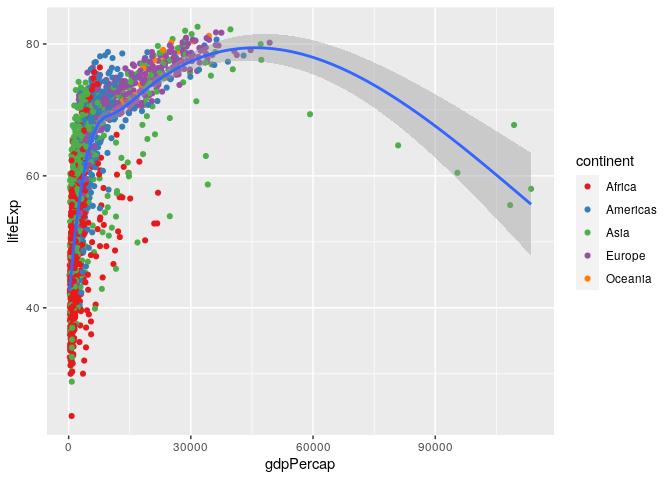 80
60
40
lifeExp
0
30000
60000
90000
gdpPercap
continent
Africa
Americas
Asia
Europe
Oceania